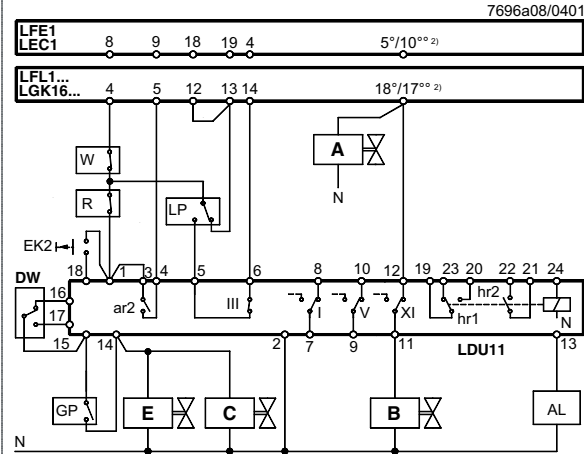 7696a08/0401
LFE1
LEC1
8 9 18 19 4 5°/10°° 2)
LFL1...
LGK16...
4 5 12 13 14 18°/17°° 2)
W
A
R
LP
N
EK2
DW
18 1 3 4 5 6 8 10 12 19 23 20 22 21 24
16
17
ar2 III I V XI hr1 hr2 N
15 14 2 7 9 11 LDU11 13
GP E C B AL
N